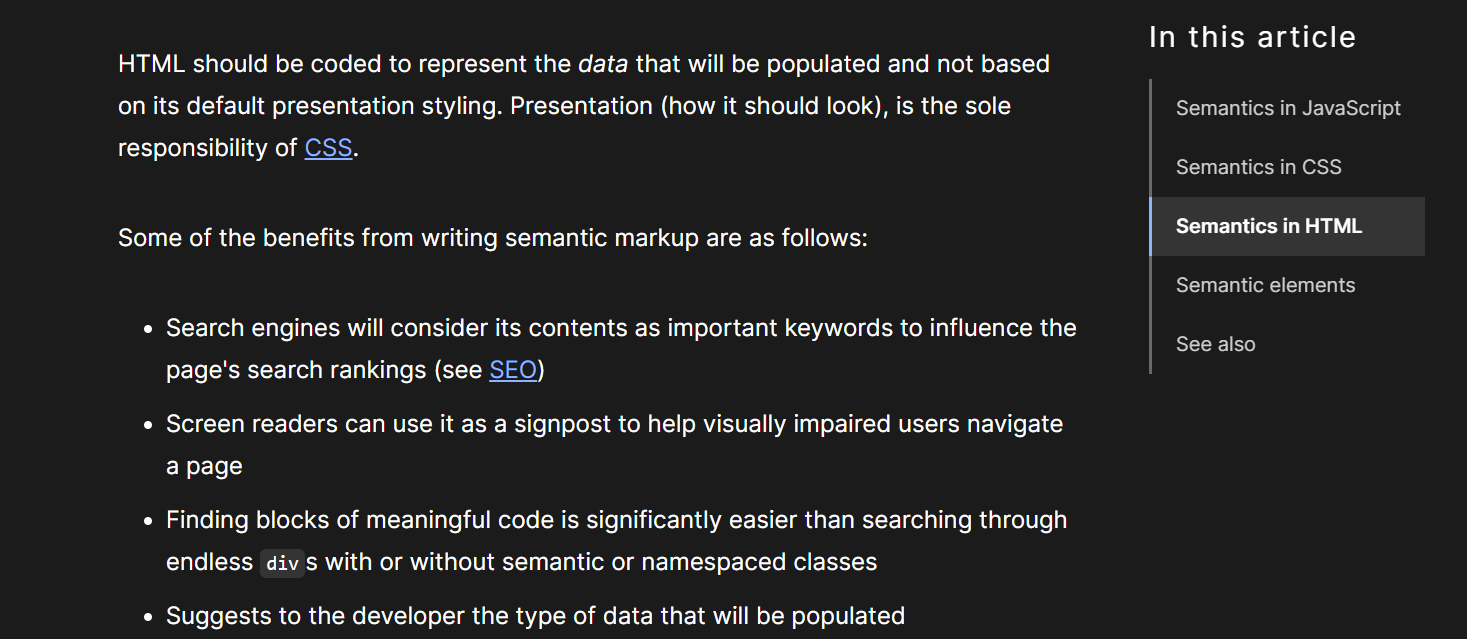 HTML should be coded to represent the data that will be populated and not based
on its default presentation styling. Presentation (how it should look), is the sole
responsibility of CSS.
Some of the benefits from writing semantic markup are as follows:
• Search engines will consider its contents as important keywords to influence the
page's search rankings (see SEO)
• Screen readers can use it as a signpost to help visually impaired users navigate
a page
• Finding blocks of meaningful code is significantly easier than searching through
endless divs with or without semantic or namespaced classes
• Suggests to the developer the type of data that will be populated
In this article
Semantics in JavaScript
Semantics in CSS
Semantics in HTML
Semantic elements
See also